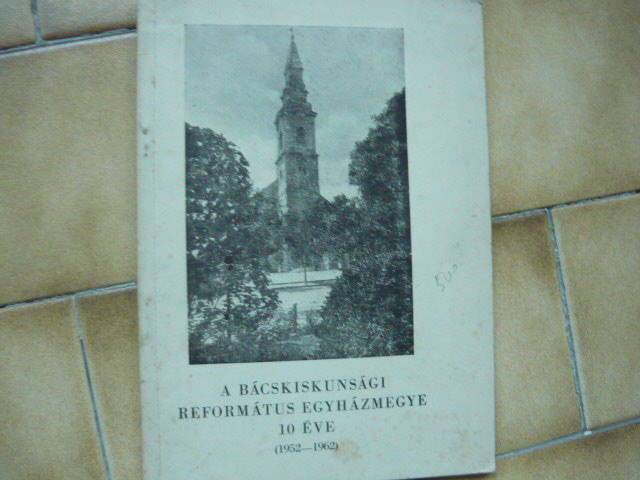 A BÁCSKISKUNSÁGI
REFORMÁTUS EGYHÁZMEGYE
10 ÉVE
(1952—1962)